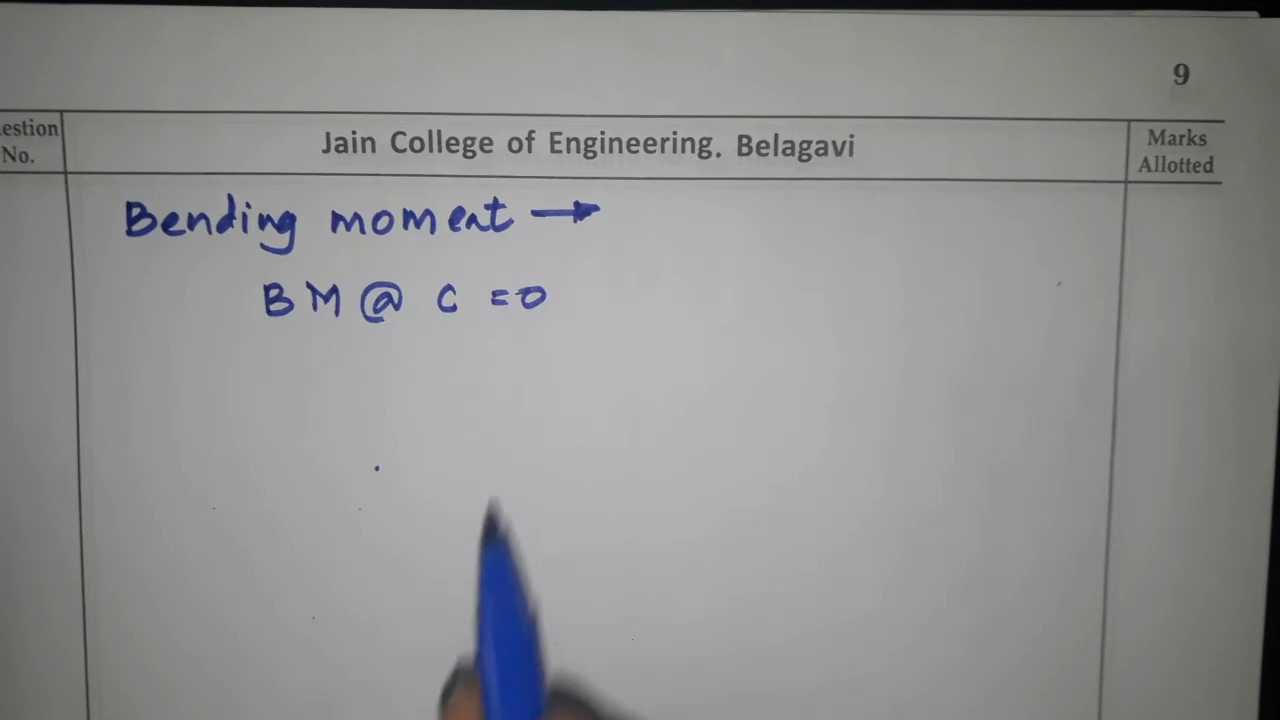 9
estion
No.
Jain College of Engineering, Belagavi
Marks
Allotted
Bending moment →
BM @ C =0